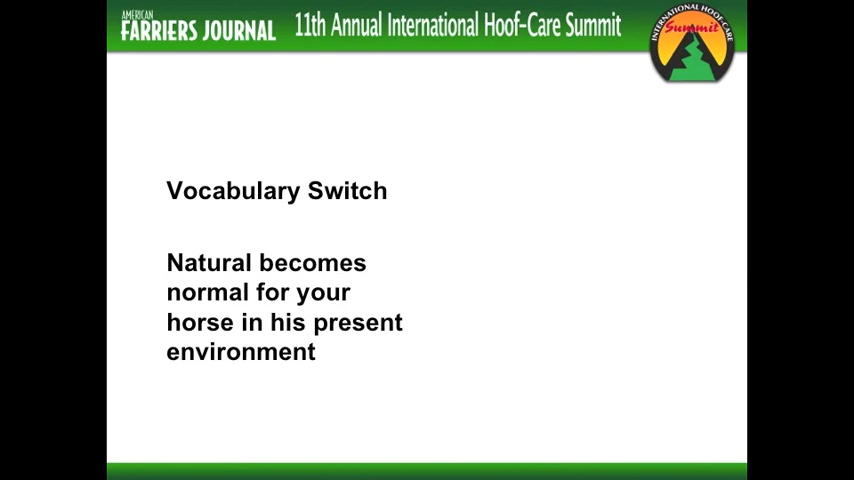 AMERICAN
FARRIERS JOURNAL
11th Annual International Hoof-Care Summit
INTERNATIONAL HOOF-CARE
Summit
Vocabulary Switch
Natural becomes
normal for your
horse in his present
environment